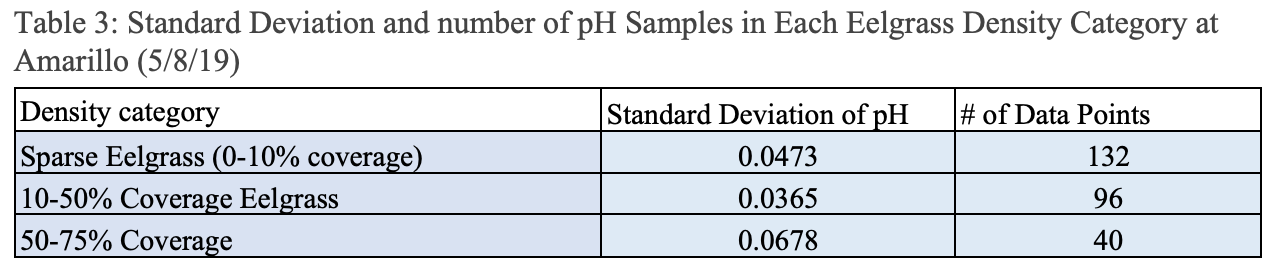 Table 3: Standard Deviation and number of pH Samples in Each Eelgrass Density Category at
Amarillo (5/8/19)
Density category Standard Deviation of pH # of Data Points
Sparse Eelgrass (0-10% coverage) 0.0473 132
10-50% Coverage Eelgrass 0.0365 96
50-75% Coverage 0.0678 40